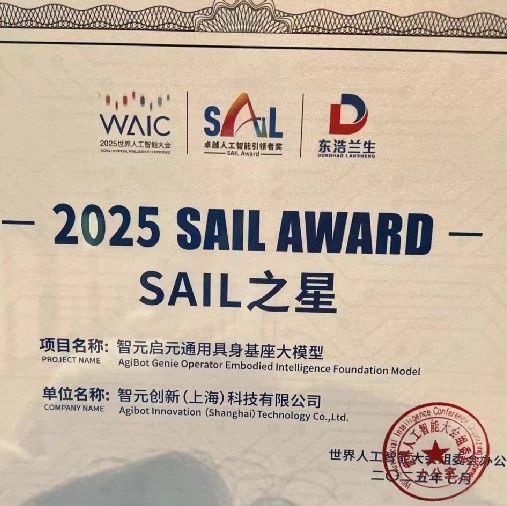 WAIC
2025世界人工智能大会
WORLD ARTIFICIAL INTELLIGENCE CONFERENCE
SAIL
卓越人工智能引领者奖
SAIL Award
东浩兰生
DONGHAO LANSHENG
2025 SAIL AWARD
SAIL之星
项目名称: 智元启元通用具身基座大模型
PROJECT NAME AgiBot Genie Operator Embodied Intelligence Foundation Model
单位名称: 智元创新(上海)科技有限公司
COMPANY NAME Agibot Innovation (Shanghai) Technology Co.,Ltd.
世界人工智能大会组委会办公
二〇二五年七月